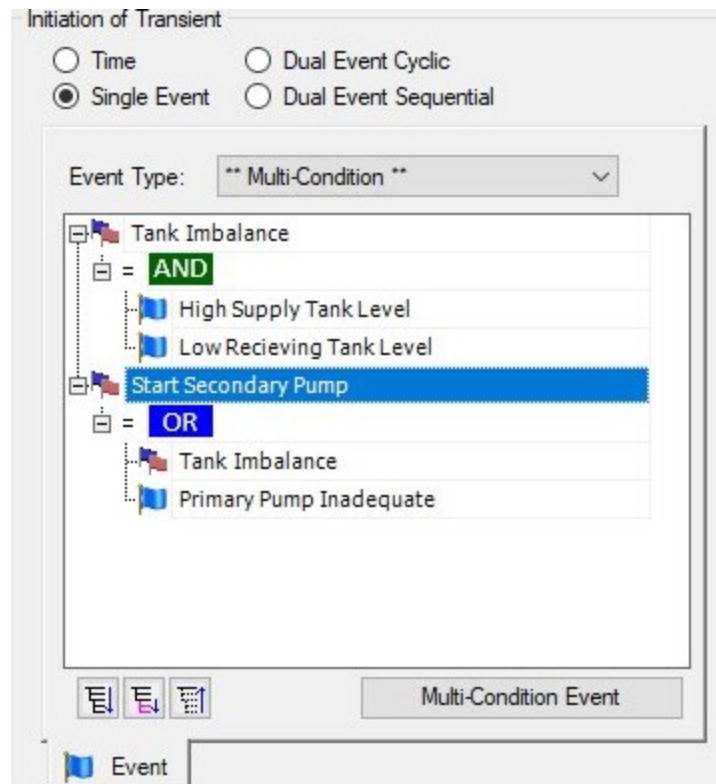 Initiation of Transient
Time Dual Event Cyclic
Single Event Dual Event Sequential
Event Type: ** Multi-Condition **
Tank Imbalance
= AND
High Supply Tank Level
Low Recieving Tank Level
Start Secondary Pump
= OR
Tank Imbalance
Primary Pump Inadequate
Multi-Condition Event
Event